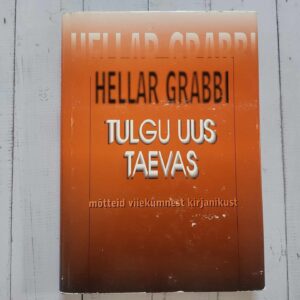 HELLAR GRABBI
HELLAR GRABBI
TULGU UUS
TAEVAS
mõtteid viiekümnest kirjanikust